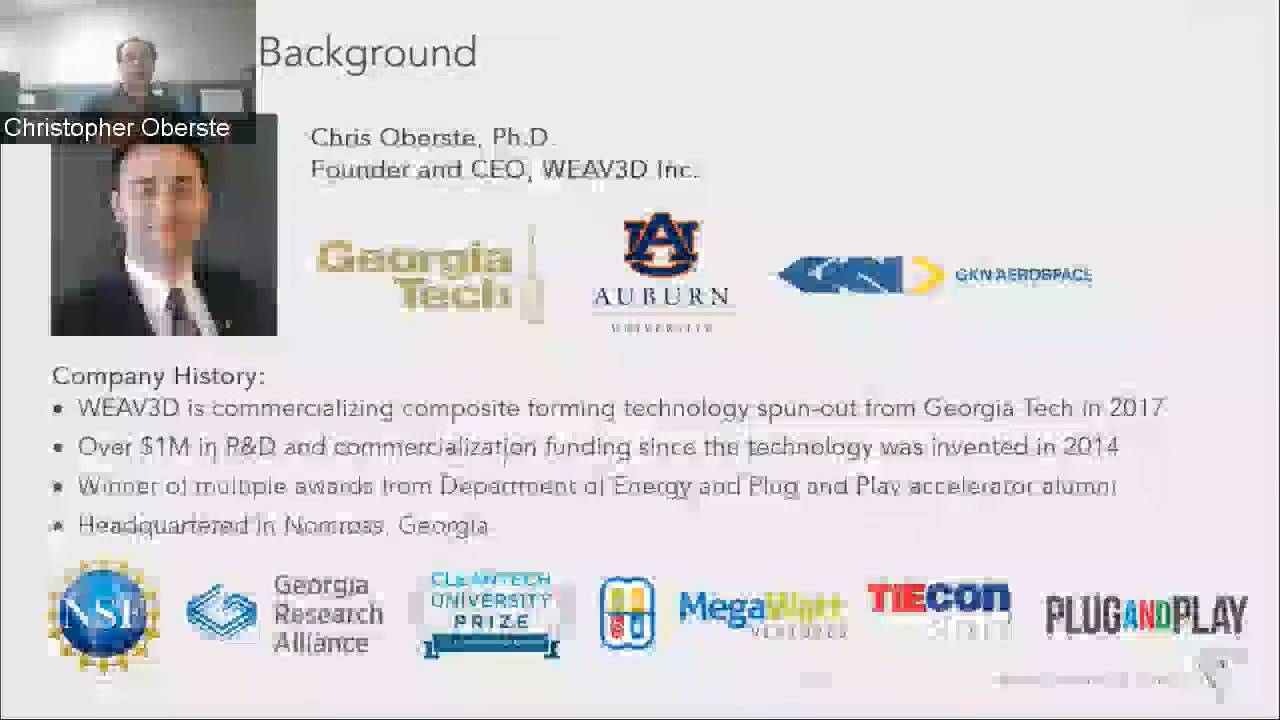 Background
Christopher Oberste
Chris Oberste, Ph.D.
Founder and CEO, WEAV3D Inc.
Georgia
Tech
AUBURN
UNIVERSITY
GKN AEROSPACE
Company History:
• WEAV3D is commercializing composite forming technology spun-out from Georgia Tech in 2017
• Over $1M in R&D and commercialization funding since the technology was invented in 2014
• Winner of multiple awards from Department of Energy and Plug and Play accelerator alumni
• Headquartered in Norcross, Georgia
NSF
Georgia
Research
Alliance
CLEANTECH
UNIVERSITY
PRIZE
MegaWatt
VENTURES
TIECON
PLUGANDPLAY